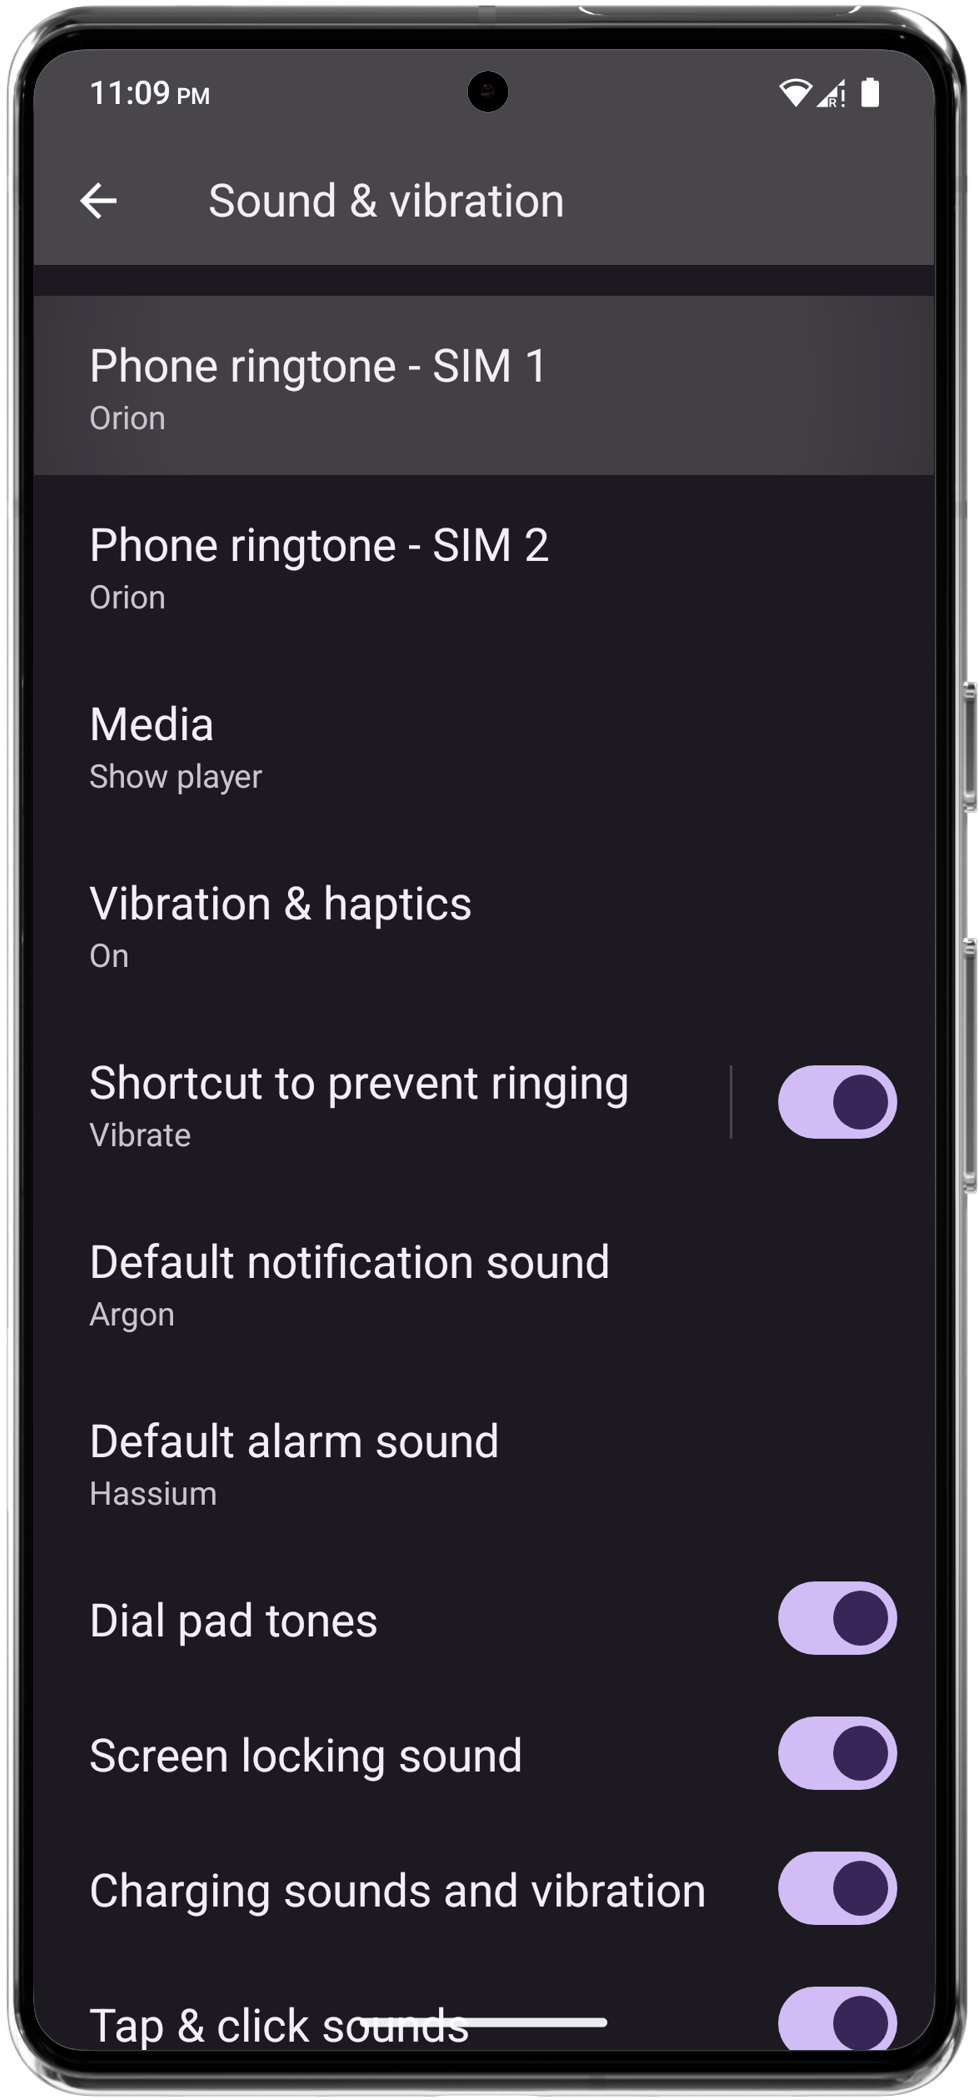 11:09 PM
R!
Sound & vibration
Phone ringtone - SIM 1
Orion
Phone ringtone - SIM 2
Orion
Media
Show player
Vibration & haptics
On
Shortcut to prevent ringing
Vibrate
Default notification sound
Argon
Default alarm sound
Hassium
Dial pad tones
Screen locking sound
Charging sounds and vibration
Tap & click sounds